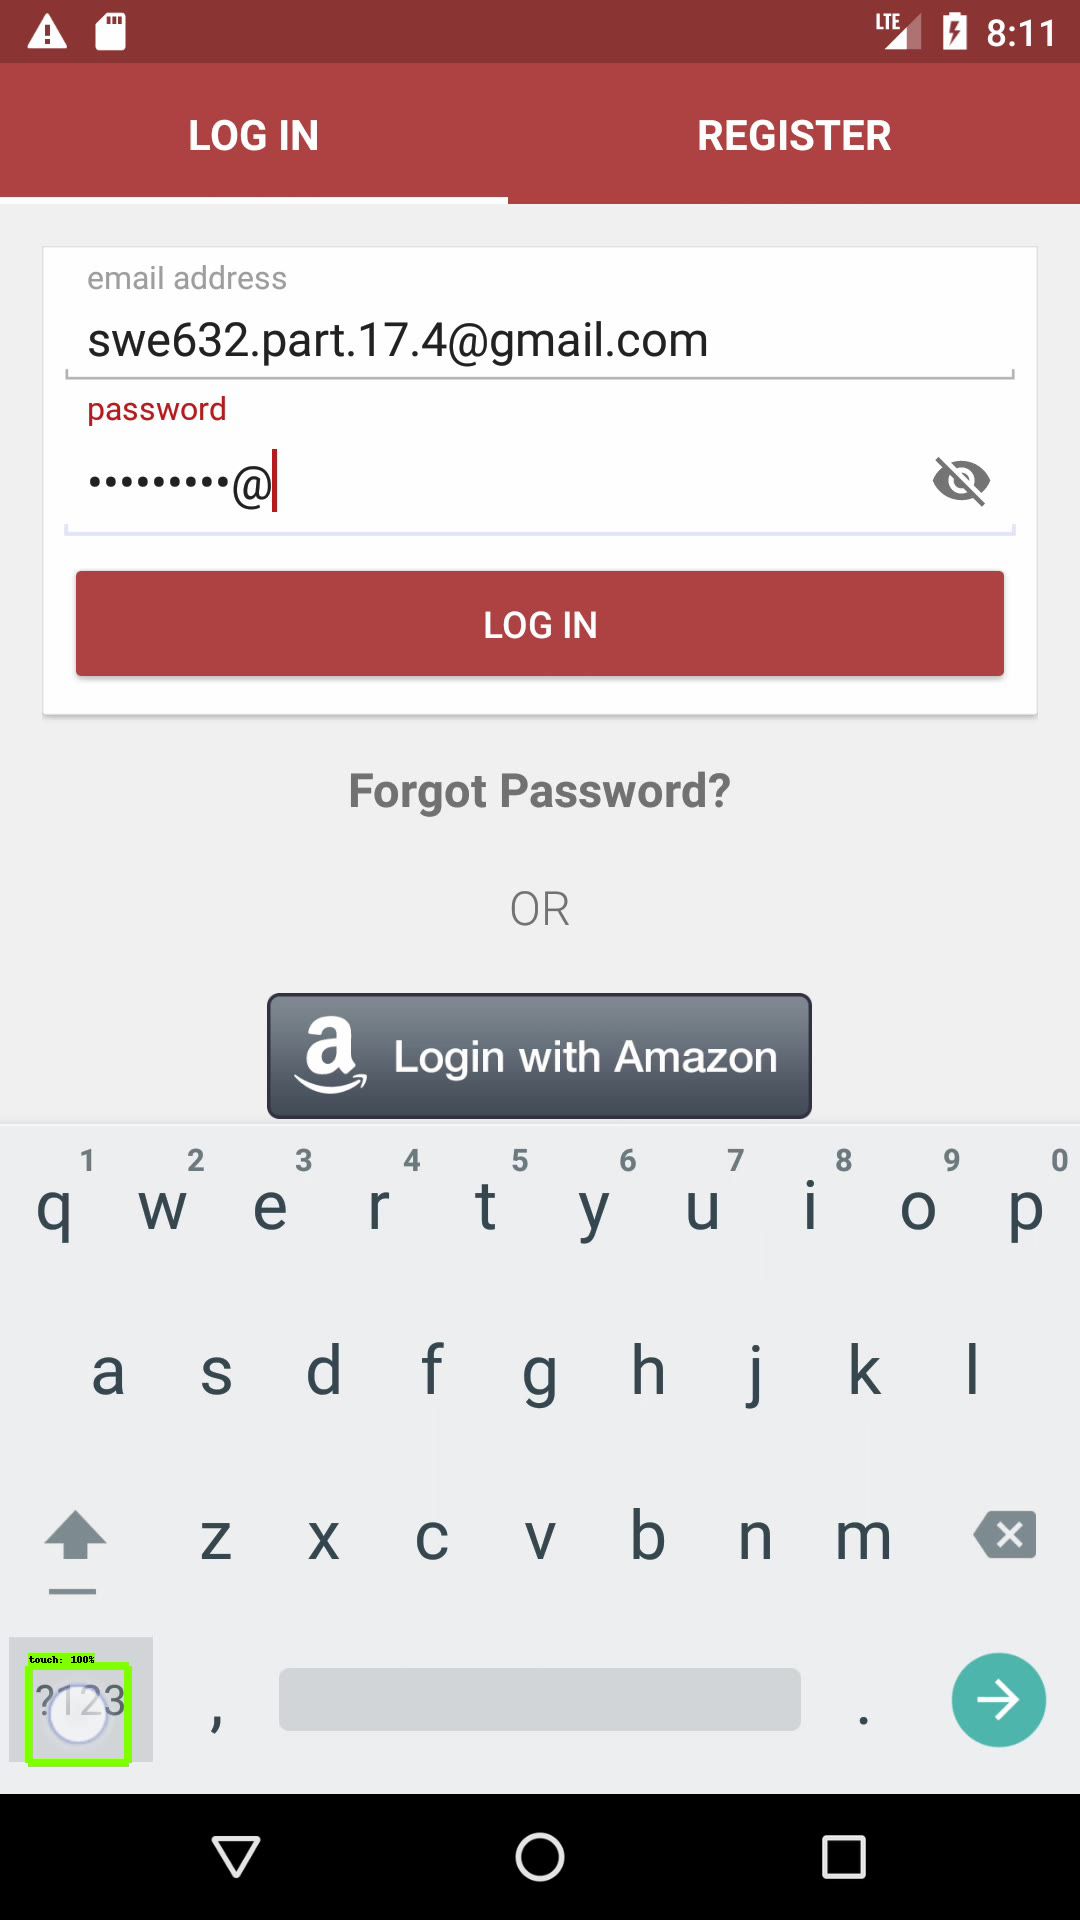 LTE 8:11
LOG IN REGISTER
email address
swe632.part.17.4@gmail.com
password
•••••••••@
LOG IN
Forgot Password?
OR
a Login with Amazon
1 2 3 4 5 6 7 8 9 0
q w e r t y u i o p
a s d f g h j k l
z x c v b n m
touch: 100%
?123 , .